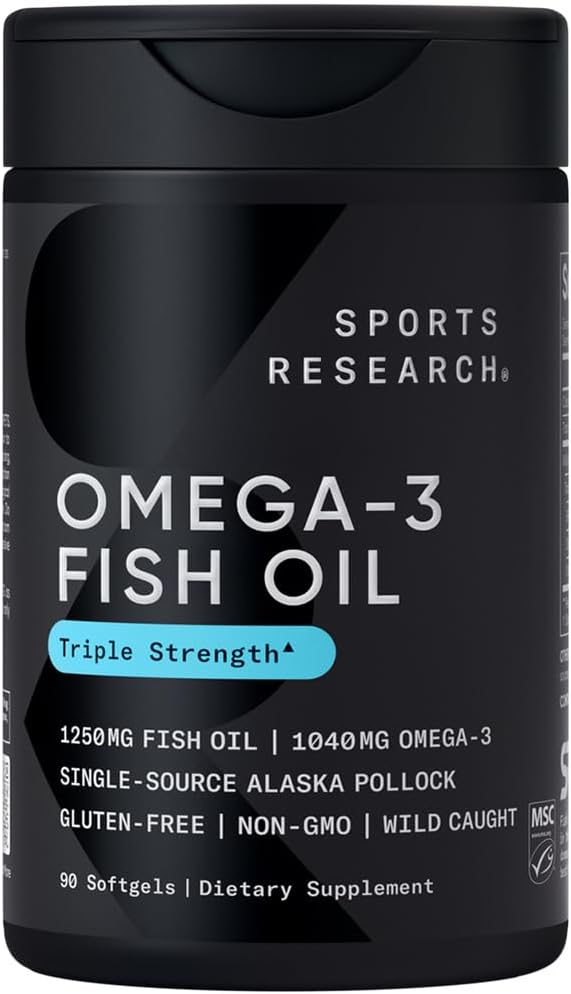 SPORTS
RESEARCH®
OMEGA-3
FISH OIL
Triple Strength▲
1250MG FISH OIL | 1040MG OMEGA-3
SINGLE-SOURCE ALASKA POLLOCK
GLUTEN-FREE | NON-GMO | WILD CAUGHT
MSC
90 Softgels | Dietary Supplement